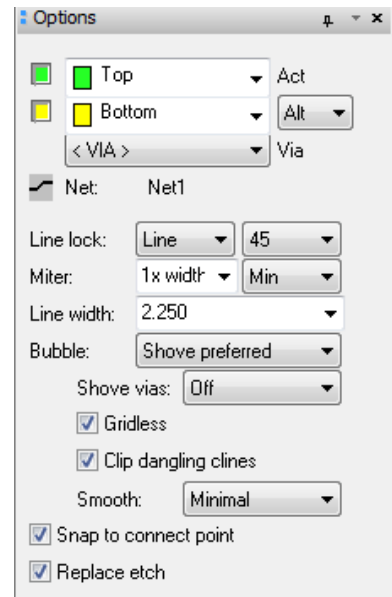 Options
Top Act
Bottom Alt
< VIA > Via
Net: Net1
Line lock: Line 45
Miter: 1x width Min
Line width: 2.250
Bubble: Shove preferred
Shove vias: Off
Gridless
Clip dangling clines
Smooth: Minimal
Snap to connect point
Replace etch